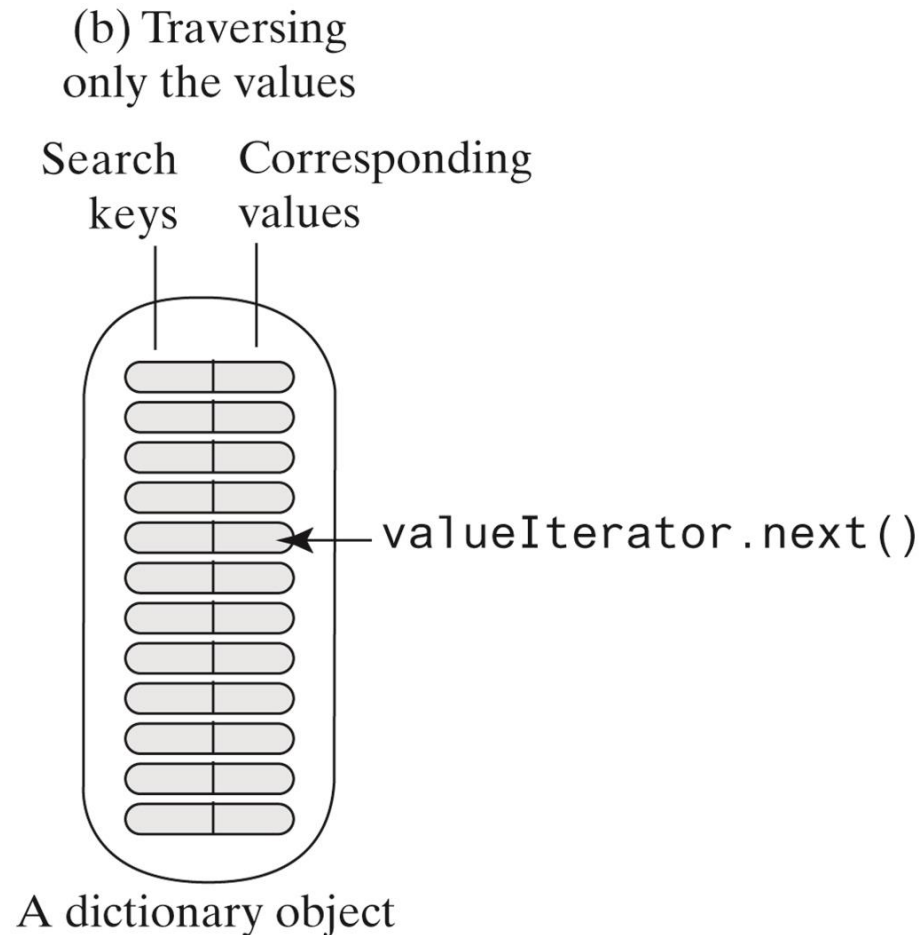 (b) Traversing
only the values
Search
keys
Corresponding
values
valueIterator.next()
A dictionary object